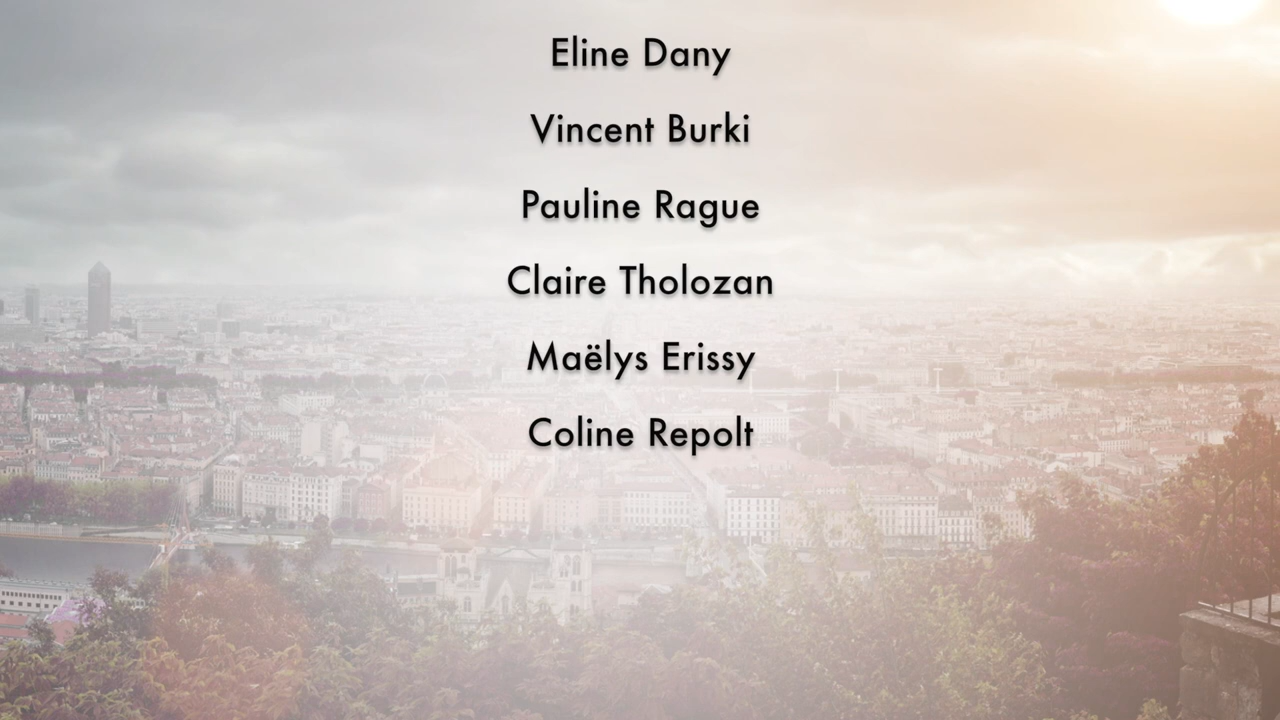 Eline Dany
Vincent Burki
Pauline Rague
Claire Tholozan
Maëlys Erissy
Coline Repolt